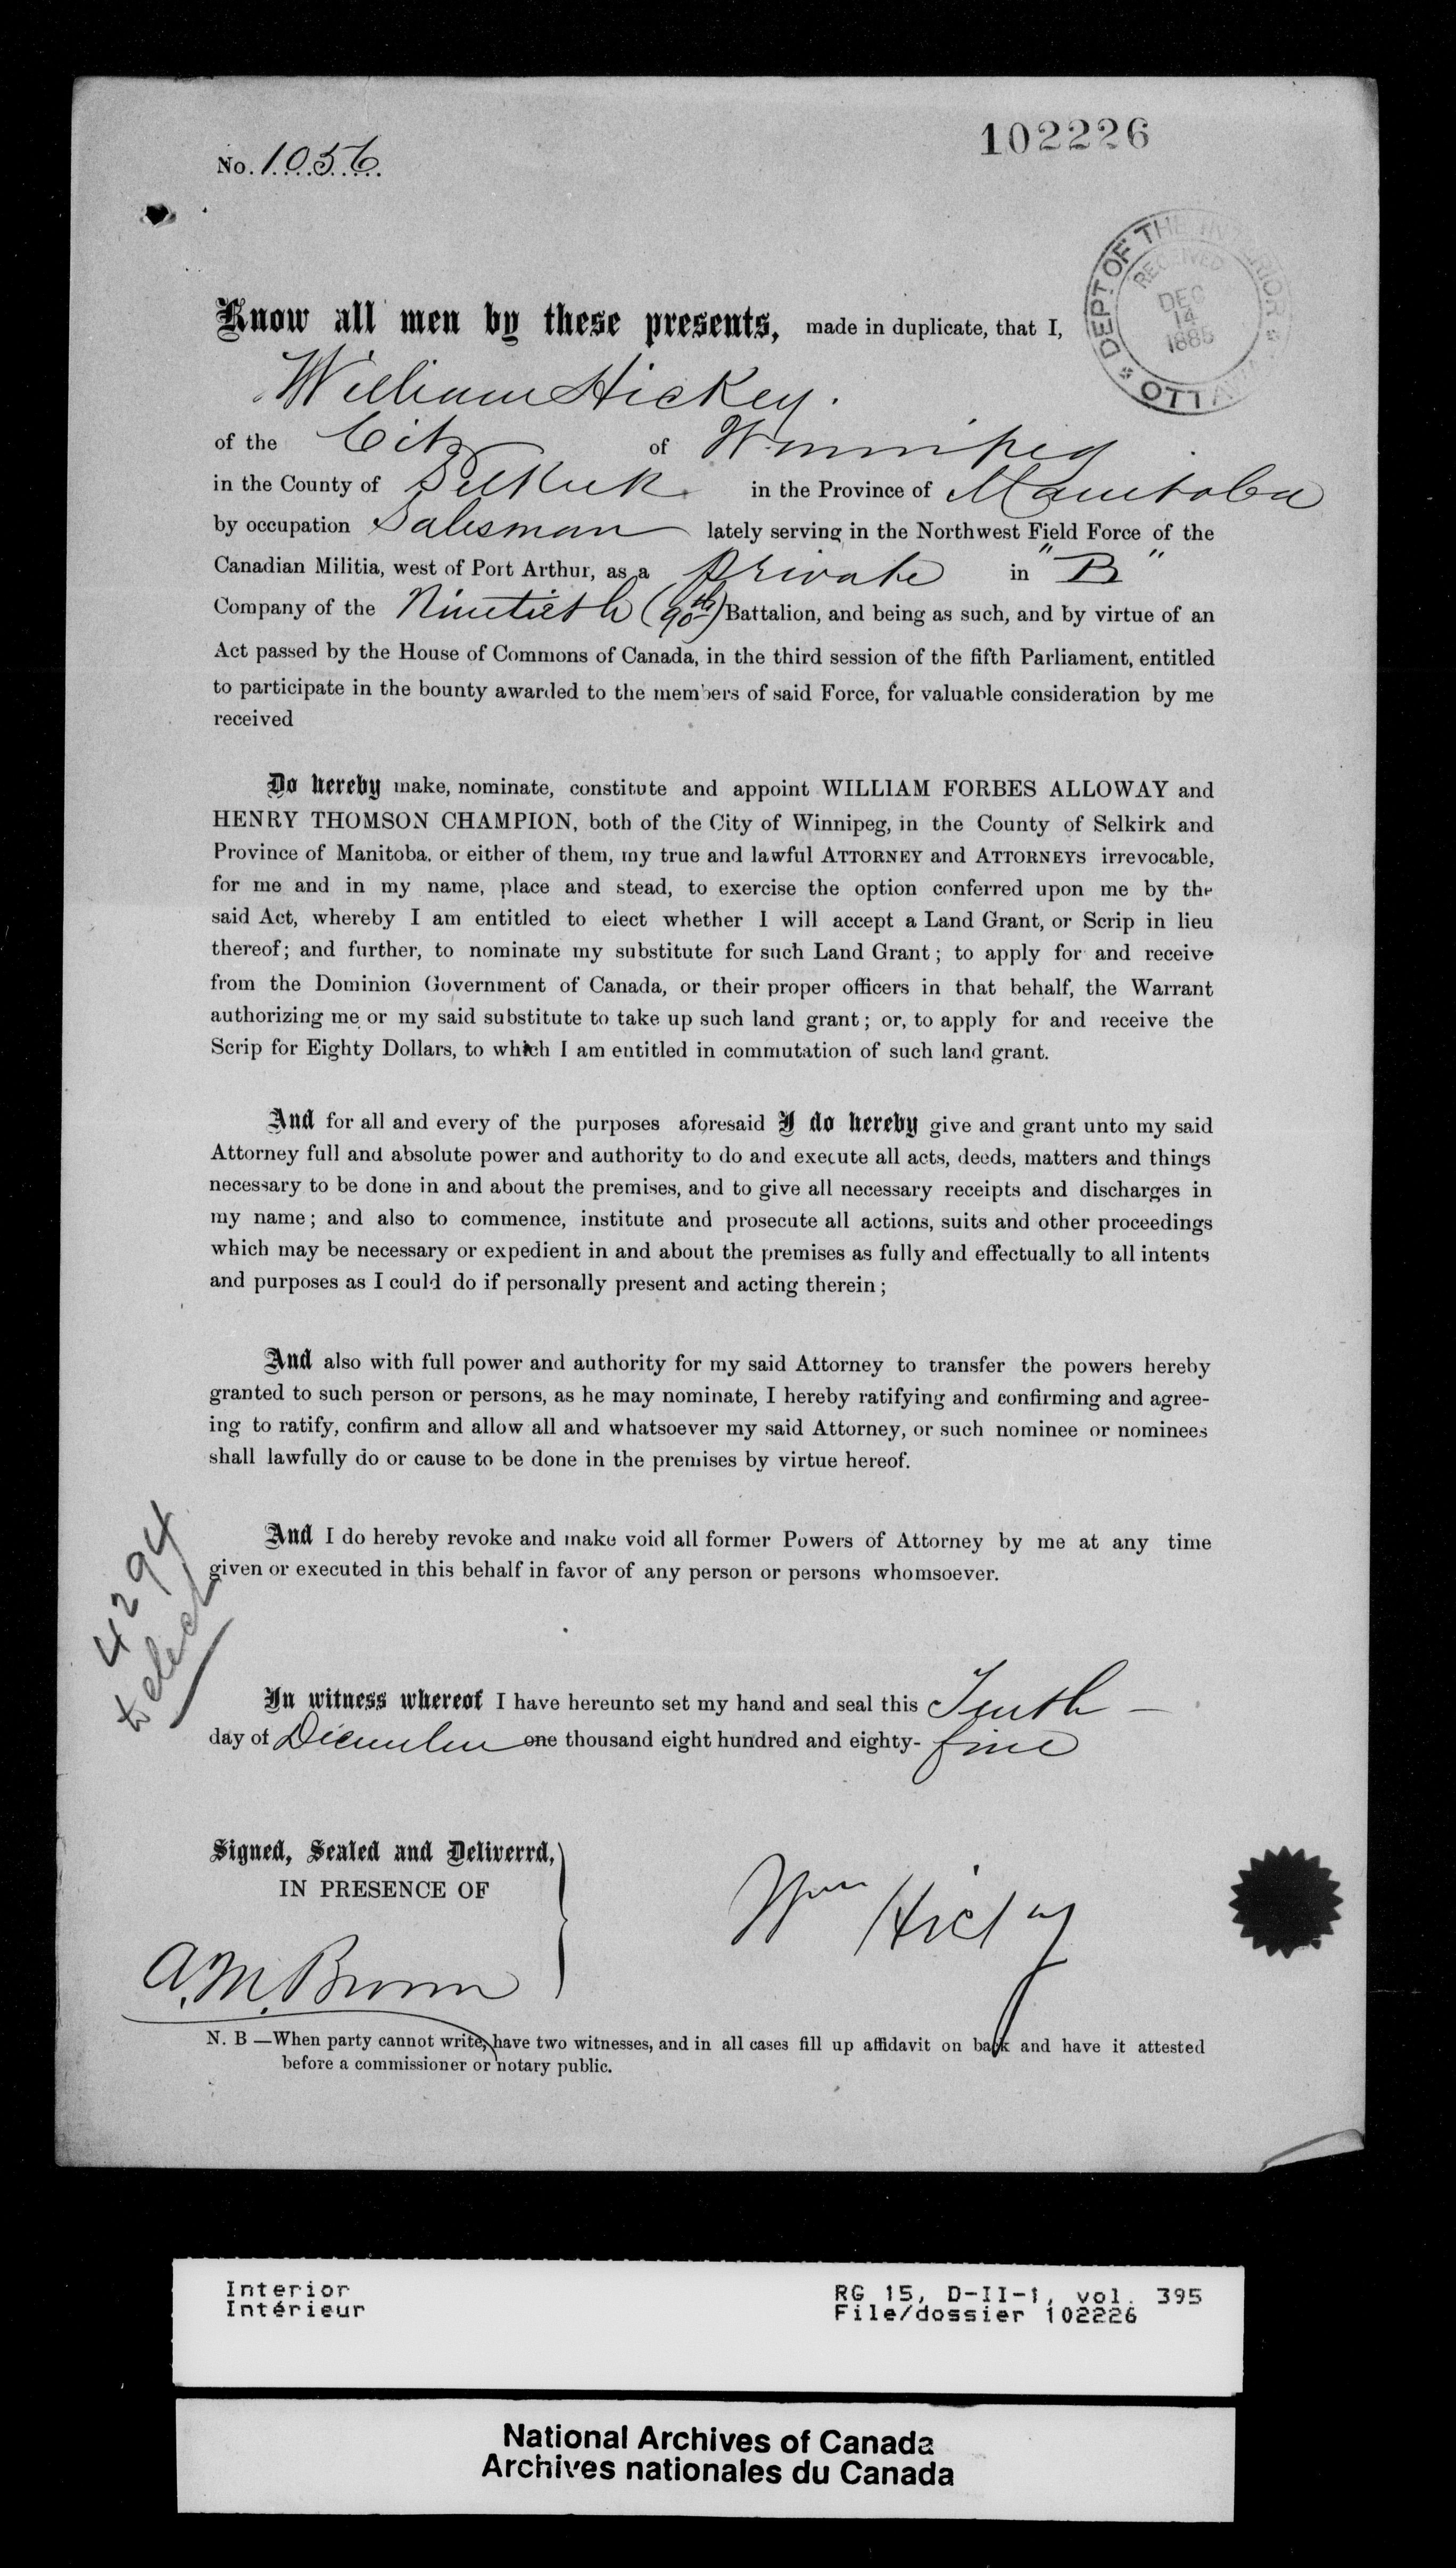 102226
No. 1056
DEPT OF THE INTERIOR
RECEIVED
DEC
14
1885
OTTAWA
Know all men by these presents, made in duplicate, that I,
William Hickey.
of the City of Winnipeg
in the County of Selkirk in the Province of Manitoba
by occupation Salesman lately serving in the Northwest Field Force of the
Canadian Militia, west of Port Arthur, as a Private in "B"
Company of the Ninetieth (90th) Battalion, and being as such, and by virtue of an
Act passed by the House of Commons of Canada, in the third session of the fifth Parliament, entitled
to participate in the bounty awarded to the members of said Force, for valuable consideration by me
received
Do hereby make, nominate, constitute and appoint WILLIAM FORBES ALLOWAY and
HENRY THOMSON CHAMPION, both of the City of Winnipeg, in the County of Selkirk and
Province of Manitoba, or either of them, my true and lawful ATTORNEY and ATTORNEYS irrevocable,
for me and in my name, place and stead, to exercise the option conferred upon me by the
said Act, whereby I am entitled to elect whether I will accept a Land Grant, or Scrip in lieu
thereof; and further, to nominate my substitute for such Land Grant; to apply for and receive
from the Dominion Government of Canada, or their proper officers in that behalf, the Warrant
authorizing me or my said substitute to take up such land grant; or, to apply for and receive the
Scrip for Eighty Dollars, to which I am entitled in commutation of such land grant.
And for all and every of the purposes aforesaid I do hereby give and grant unto my said
Attorney full and absolute power and authority to do and execute all acts, deeds, matters and things
necessary to be done in and about the premises, and to give all necessary receipts and discharges in
my name; and also to commence, institute and prosecute all actions, suits and other proceedings
which may be necessary or expedient in and about the premises as fully and effectually to all intents
and purposes as I could do if personally present and acting therein;
And also with full power and authority for my said Attorney to transfer the powers hereby
granted to such person or persons, as he may nominate, I hereby ratifying and confirming and agree-
ing to ratify, confirm and allow all and whatsoever my said Attorney, or such nominee or nominees
shall lawfully do or cause to be done in the premises by virtue hereof.
And I do hereby revoke and make void all former Powers of Attorney by me at any time
given or executed in this behalf in favor of any person or persons whomsoever.
4294
to elect
In witness whereof I have hereunto set my hand and seal this Tenth
day of December one thousand eight hundred and eighty-five
Signed, Sealed and Deliverrd,
IN PRESENCE OF
Wm Hickey
A. M. Brown
N. B —When party cannot write, have two witnesses, and in all cases fill up affidavit on back and have it attested
before a commissioner or notary public.
Interior
Intérieur
RG 15, D-II-1, vol. 395
File/dossier 102226
National Archives of Canada
Archives nationales du Canada